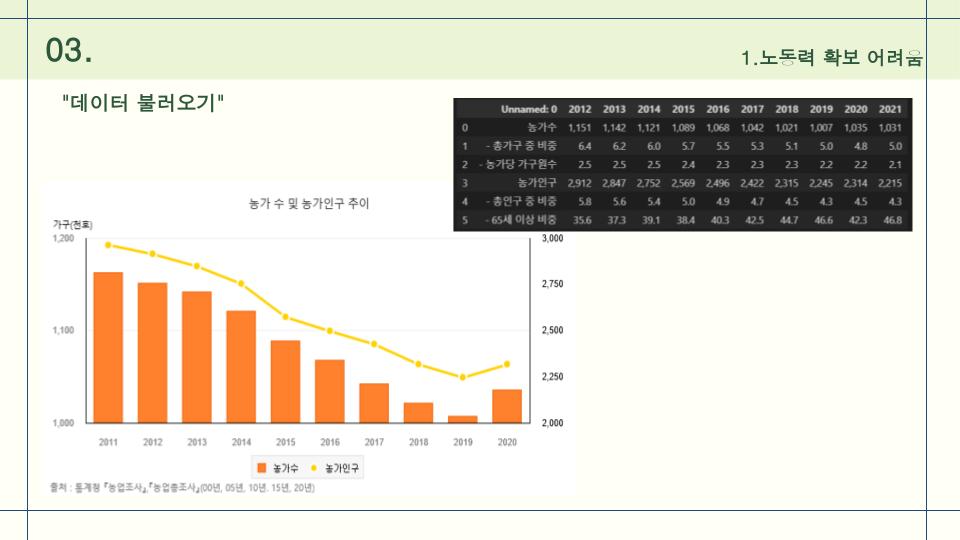 03.
1.노동력 확보 어려움
"데이터 불러오기"
Unnamed: 0 2012 2013 2014 2015 2016 2017 2018 2019 2020 2021
0 농가수 1,151 1,142 1,121 1,089 1,068 1,042 1,021 1,007 1,035 1,031
1 - 총가구 중 비중 6.4 6.2 6.0 5.7 5.5 5.3 5.1 5.0 4.8 5.0
2 - 농가당 가구원수 2.5 2.5 2.5 2.4 2.3 2.3 2.3 2.2 2.2 2.1
3 농가인구 2,912 2,847 2,752 2,569 2,496 2,422 2,315 2,245 2,314 2,215
4 - 총인구 중 비중 5.8 5.6 5.4 5.0 4.9 4.7 4.5 4.3 4.5 4.3
5 - 65세 이상 비중 35.6 37.3 39.1 38.4 40.3 42.5 44.7 46.6 42.3 46.8
농가 수 및 농가인구 추이
가구(천호)
1,200 3,000
2,750
1,100 2,500
2,250
1,000 2,000
2011 2012 2013 2014 2015 2016 2017 2018 2019 2020
농가수 농가인구
출처 : 통계청 『농업조사』,『농업총조사』(00년, 05년, 10년. 15년, 20년)